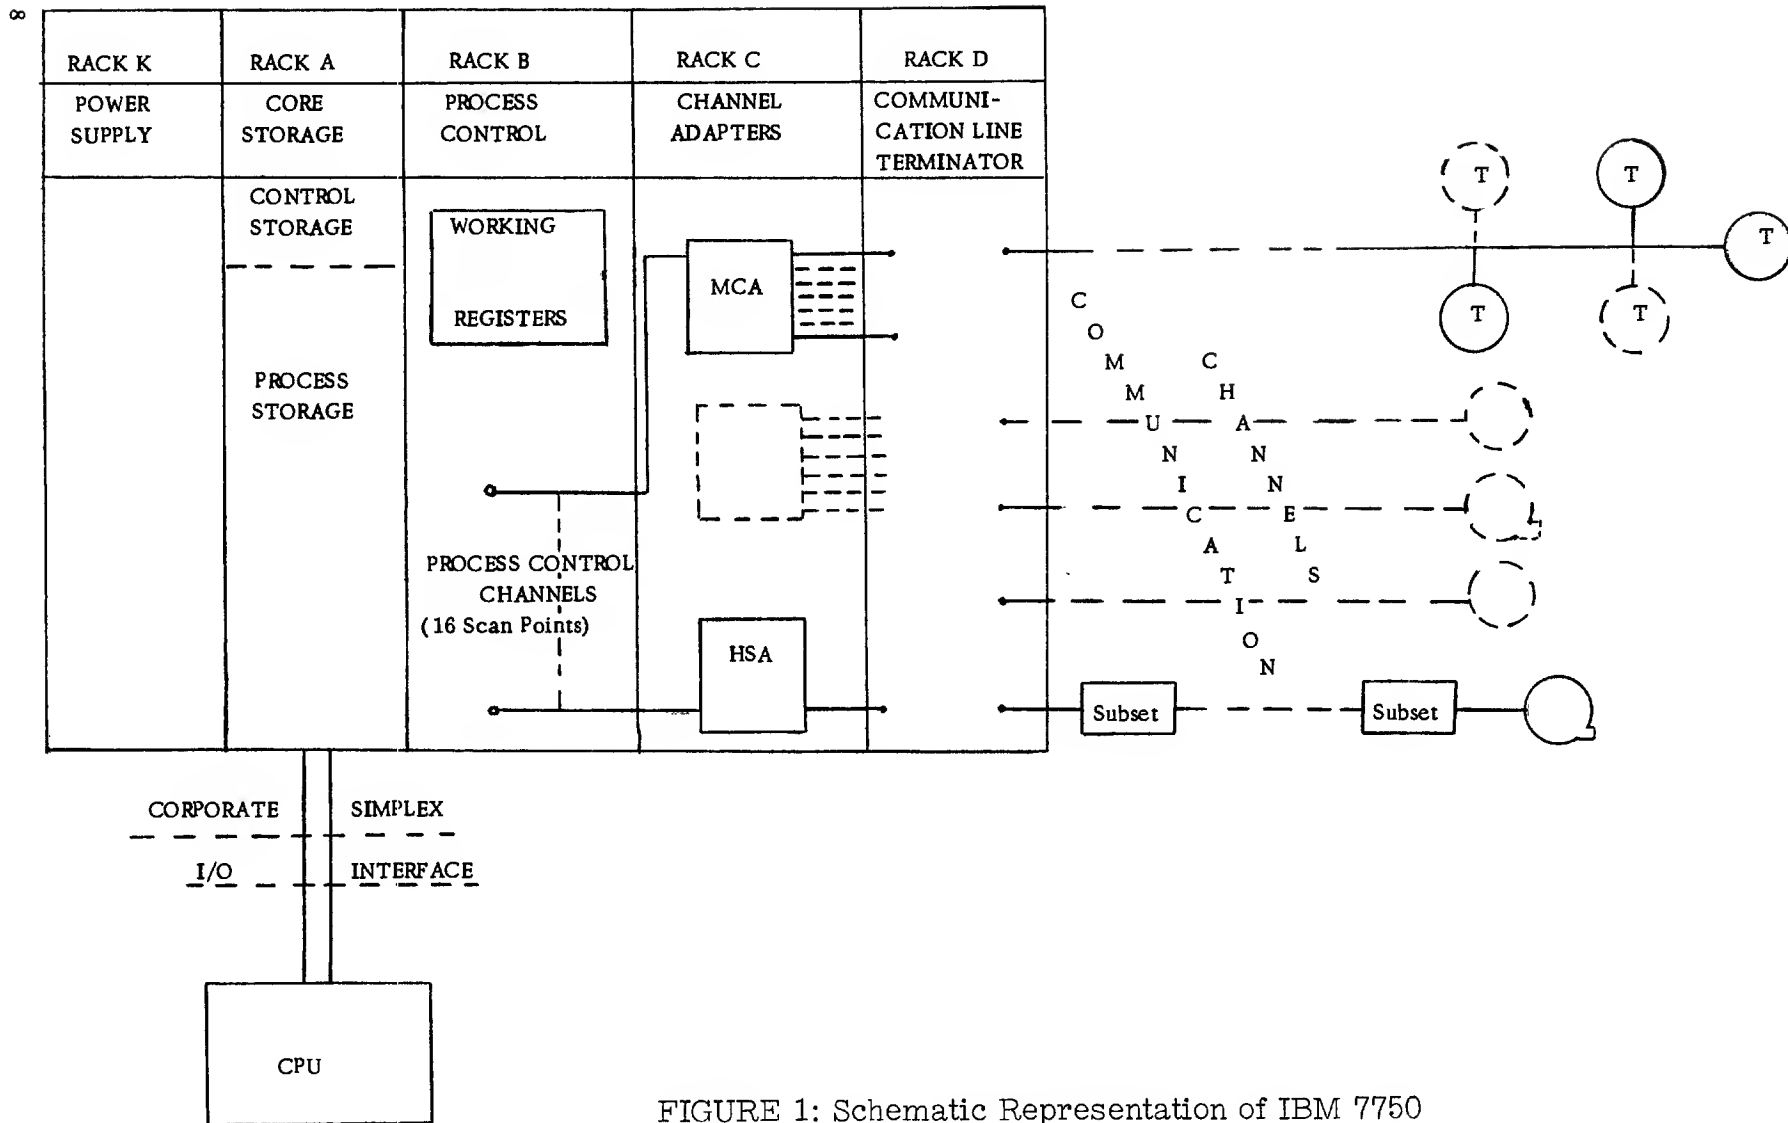 ∞
RACK K
RACK A
RACK B
RACK C
RACK D
POWER
SUPPLY
CORE
STORAGE
PROCESS
CONTROL
CHANNEL
ADAPTERS
COMMUNI-
CATION LINE
TERMINATOR
CONTROL
STORAGE
PROCESS
STORAGE
WORKING
REGISTERS
PROCESS CONTROL
CHANNELS
(16 Scan Points)
MCA
HSA
T
T
T
T
T
COMMUNICATION
CHANNELS
Subset
Subset
CORPORATE SIMPLEX
I/O INTERFACE
CPU
FIGURE 1: Schematic Representation of IBM 7750